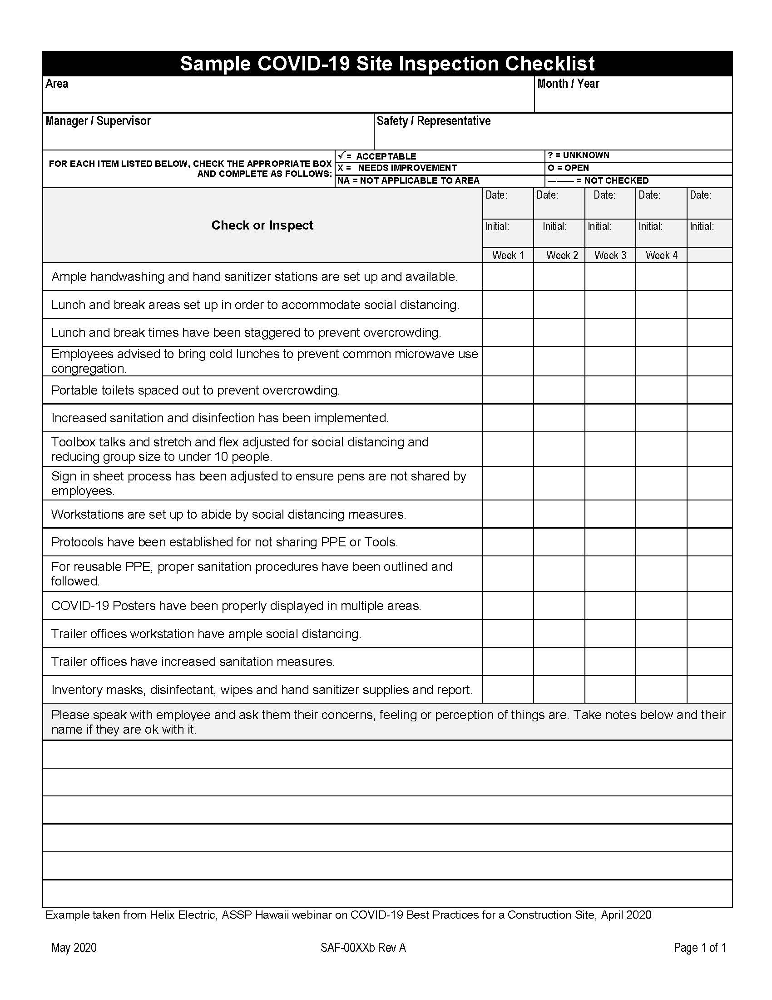 Sample COVID-19 Site Inspection Checklist
Area
Month / Year
Manager / Supervisor
Safety / Representative
FOR EACH ITEM LISTED BELOW, CHECK THE APPROPRIATE BOX
AND COMPLETE AS FOLLOWS:
✓= ACCEPTABLE
? = UNKNOWN
X = NEEDS IMPROVEMENT
O = OPEN
NA = NOT APPLICABLE TO AREA
——— = NOT CHECKED
Check or Inspect
Date: Date: Date: Date: Date:
Initial: Initial: Initial: Initial: Initial:
Week 1 Week 2 Week 3 Week 4
Ample handwashing and hand sanitizer stations are set up and available.
Lunch and break areas set up in order to accommodate social distancing.
Lunch and break times have been staggered to prevent overcrowding.
Employees advised to bring cold lunches to prevent common microwave use
congregation.
Portable toilets spaced out to prevent overcrowding.
Increased sanitation and disinfection has been implemented.
Toolbox talks and stretch and flex adjusted for social distancing and
reducing group size to under 10 people.
Sign in sheet process has been adjusted to ensure pens are not shared by
employees.
Workstations are set up to abide by social distancing measures.
Protocols have been established for not sharing PPE or Tools.
For reusable PPE, proper sanitation procedures have been outlined and
followed.
COVID-19 Posters have been properly displayed in multiple areas.
Trailer offices workstation have ample social distancing.
Trailer offices have increased sanitation measures.
Inventory masks, disinfectant, wipes and hand sanitizer supplies and report.
Please speak with employee and ask them their concerns, feeling or perception of things are. Take notes below and their
name if they are ok with it.
Example taken from Helix Electric, ASSP Hawaii webinar on COVID-19 Best Practices for a Construction Site, April 2020
May 2020
SAF-00XXb Rev A
Page 1 of 1